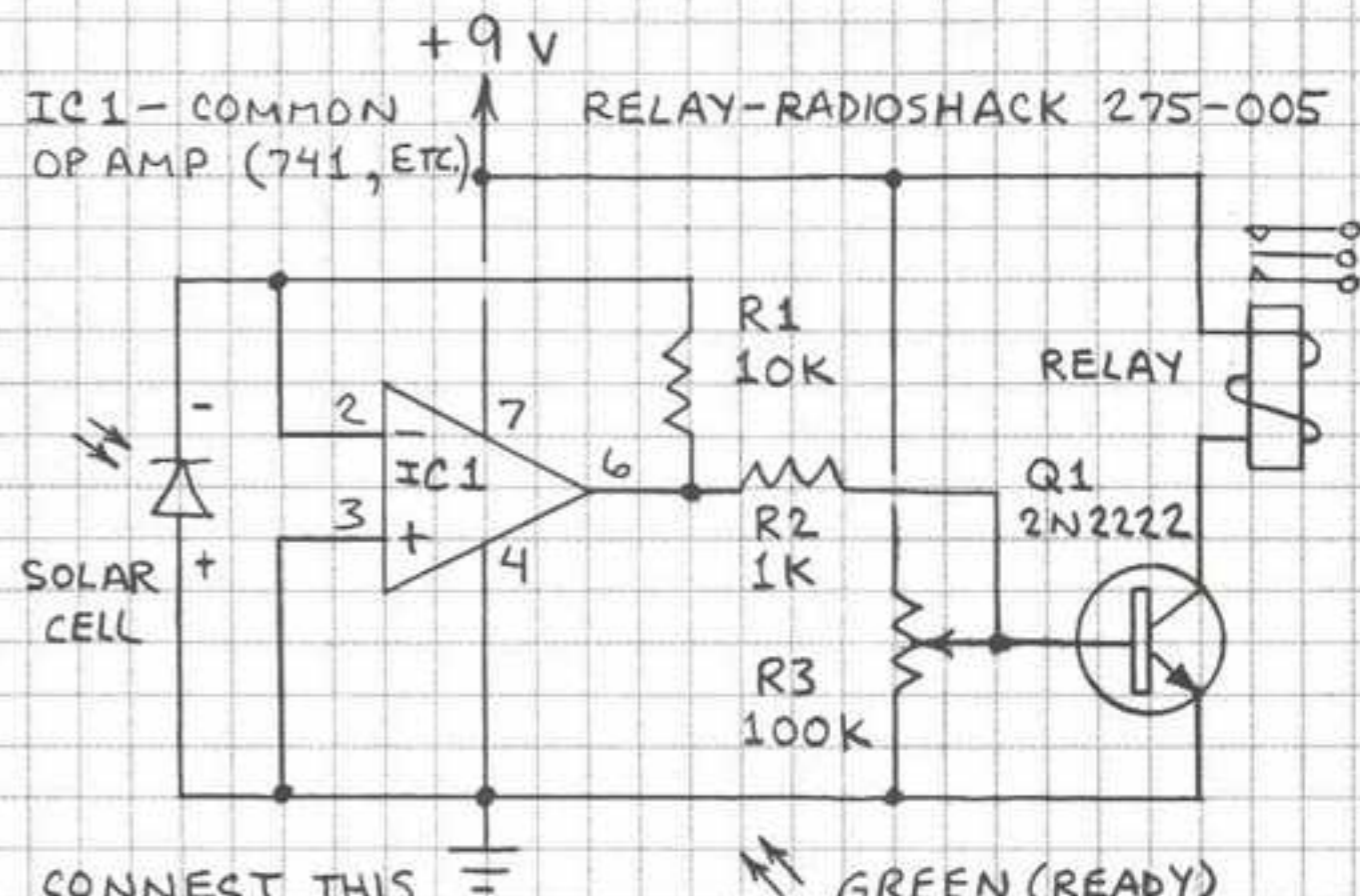 +9 V
IC1 - COMMON
OP AMP (741, ETC.)
RELAY-RADIOSHACK 275-005
R1
10K
RELAY
-
2
-
7
IC1
6
3
+
4
R2
1K
Q1
2N2222
SOLAR
CELL
+
R3
100K
CONNECT THIS
GREEN (READY)